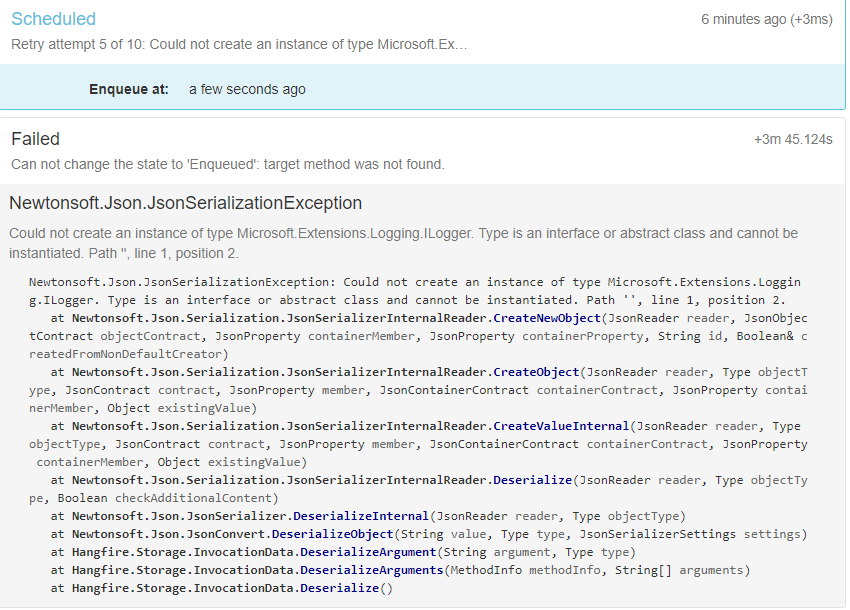 Scheduled
6 minutes ago (+3ms)
Retry attempt 5 of 10: Could not create an instance of type Microsoft.Ex…
Enqueue at: a few seconds ago
Failed
+3m 45.124s
Can not change the state to 'Enqueued': target method was not found.
Newtonsoft.Json.JsonSerializationException
Could not create an instance of type Microsoft.Extensions.Logging.ILogger. Type is an interface or abstract class and cannot be
instantiated. Path '', line 1, position 2.
Newtonsoft.Json.JsonSerializationException: Could not create an instance of type Microsoft.Extensions.Loggin
g.ILogger. Type is an interface or abstract class and cannot be instantiated. Path '', line 1, position 2.
at Newtonsoft.Json.Serialization.JsonSerializerInternalReader.CreateNewObject(JsonReader reader, JsonObjec
tContract objectContract, JsonProperty containerMember, JsonProperty containerProperty, String id, Boolean& c
reatedFromNonDefaultCreator)
at Newtonsoft.Json.Serialization.JsonSerializerInternalReader.CreateObject(JsonReader reader, Type objectT
ype, JsonContract contract, JsonProperty member, JsonContainerContract containerContract, JsonProperty contai
nerMember, Object existingValue)
at Newtonsoft.Json.Serialization.JsonSerializerInternalReader.CreateValueInternal(JsonReader reader, Type
objectType, JsonContract contract, JsonProperty member, JsonContainerContract containerContract, JsonProperty
containerMember, Object existingValue)
at Newtonsoft.Json.Serialization.JsonSerializerInternalReader.Deserialize(JsonReader reader, Type objectTy
pe, Boolean checkAdditionalContent)
at Newtonsoft.Json.JsonSerializer.DeserializeInternal(JsonReader reader, Type objectType)
at Newtonsoft.Json.JsonConvert.DeserializeObject(String value, Type type, JsonSerializerSettings settings)
at Hangfire.Storage.InvocationData.DeserializeArgument(String argument, Type type)
at Hangfire.Storage.InvocationData.DeserializeArguments(MethodInfo methodInfo, String[] arguments)
at Hangfire.Storage.InvocationData.Deserialize()